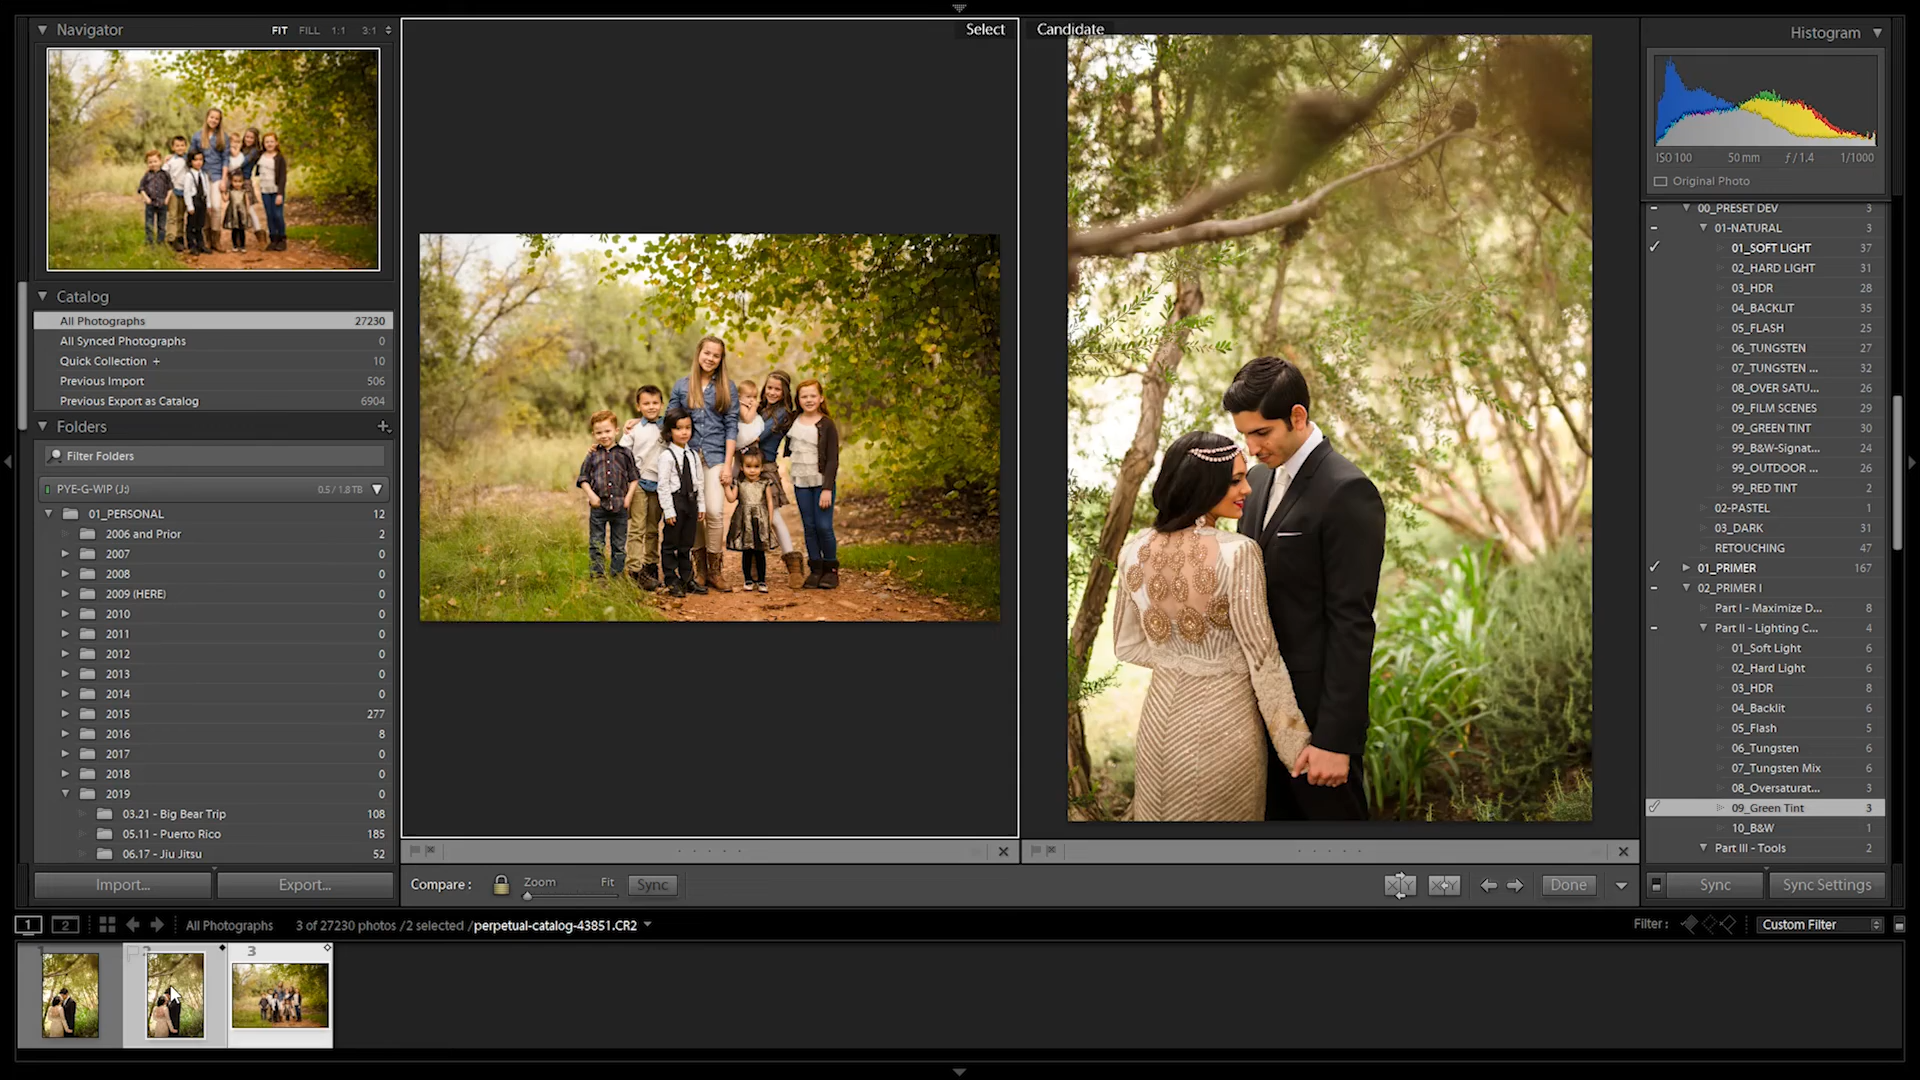 Navigator
FIT FILL 1:1 3:1
Catalog
All Photographs 27230
All Synced Photographs 0
Quick Collection + 10
Previous Import 506
Previous Export as Catalog 6904
Folders +
Filter Folders
PYE-G-WIP (J:) 0.5 / 1.8 TB
01_PERSONAL 12
2006 and Prior 2
2007 0
2008 0
2009 (HERE) 0
2010 0
2011 0
2012 0
2013 0
2014 0
2015 277
2016 8
2017 0
2018 0
2019 0
03.21 - Big Bear Trip 108
05.11 - Puerto Rico 185
06.17 - Jiu Jitsu 52
Import...
Export...
Select
Candidate
Compare :
Zoom
Fit
Sync
X|Y
X Y
Done
Histogram
ISO 100 50 mm ƒ / 1.4 1/1000
Original Photo
00_PRESET DEV 3
01-NATURAL 3
01_SOFT LIGHT 37
02_HARD LIGHT 31
03_HDR 28
04_BACKLIT 35
05_FLASH 25
06_TUNGSTEN 27
07_TUNGSTEN ... 32
08_OVER SATU... 26
09_FILM SCENES 29
09_GREEN TINT 30
99_B&W-Signat... 24
99_OUTDOOR ... 26
99_RED TINT 2
02-PASTEL 1
03_DARK 31
RETOUCHING 47
01_PRIMER 167
02_PRIMER I
Part I - Maximize D... 8
Part II - Lighting C... 4
01_Soft Light 6
02_Hard Light 6
03_HDR 8
04_Backlit 6
05_Flash 5
06_Tungsten 6
07_Tungsten Mix 6
08_Oversaturat... 3
09_Green Tint 3
10_B&W 1
Part III - Tools 2
Sync
Sync Settings
1 2 All Photographs 3 of 27230 photos /2 selected /perpetual-catalog-43851.CR2
Filter :
Custom Filter
1
2
3